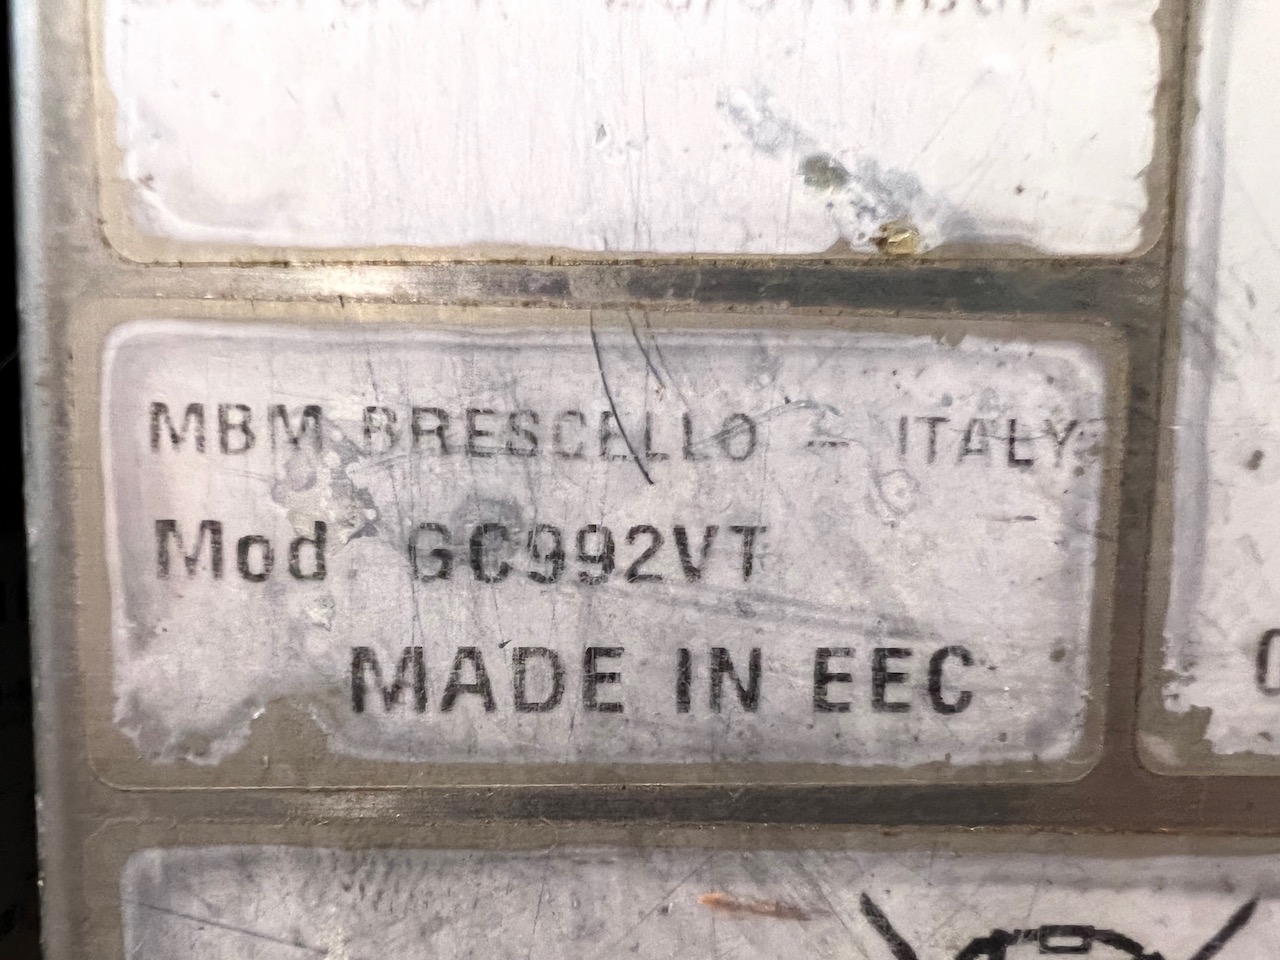 MBM BRESCELLO - ITALY
Mod GC992VT
MADE IN EEC